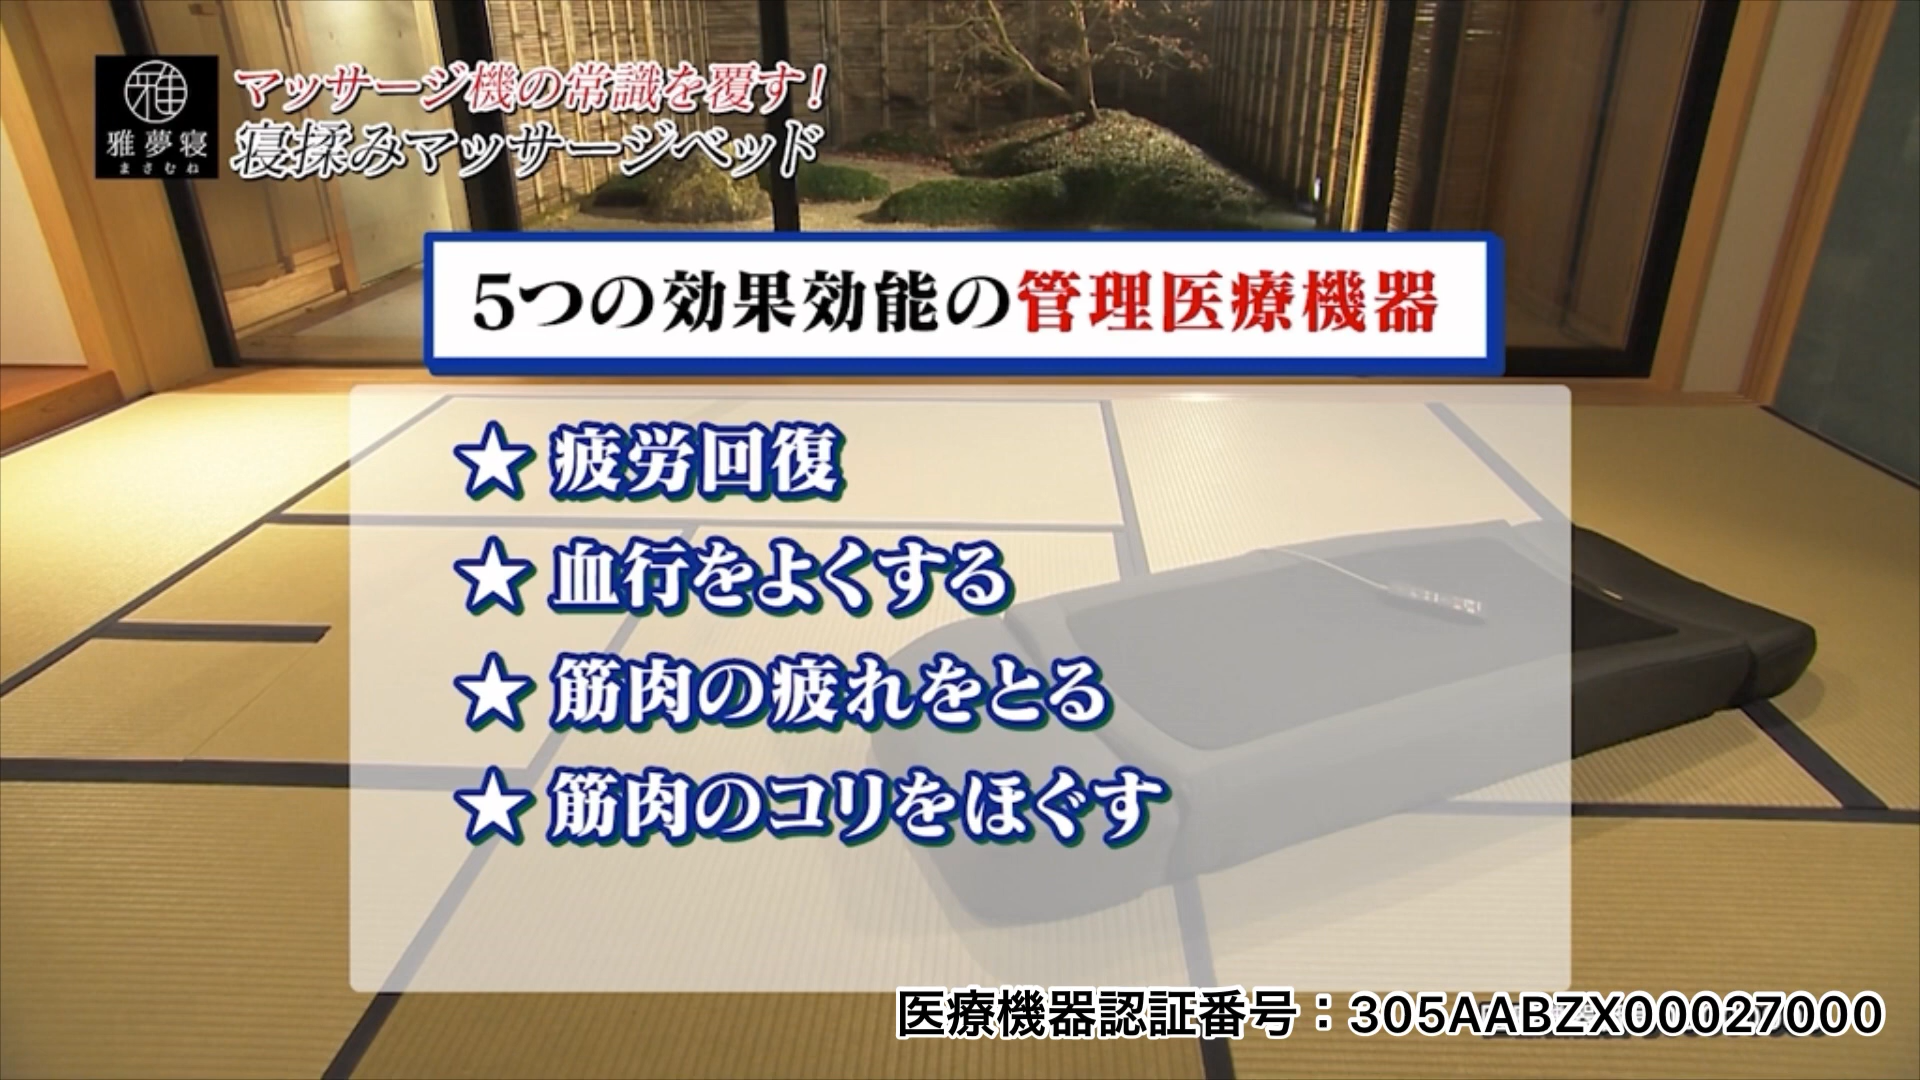 雅
雅夢寝
まさむね
マッサージ機の常識を覆す！
寝揉みマッサージベッド
5つの効果効能の管理医療機器
★ 疲労回復
★ 血行をよくする
★ 筋肉の疲れをとる
★ 筋肉のコリをほぐす
医療機器認証番号：305AABZX00027000